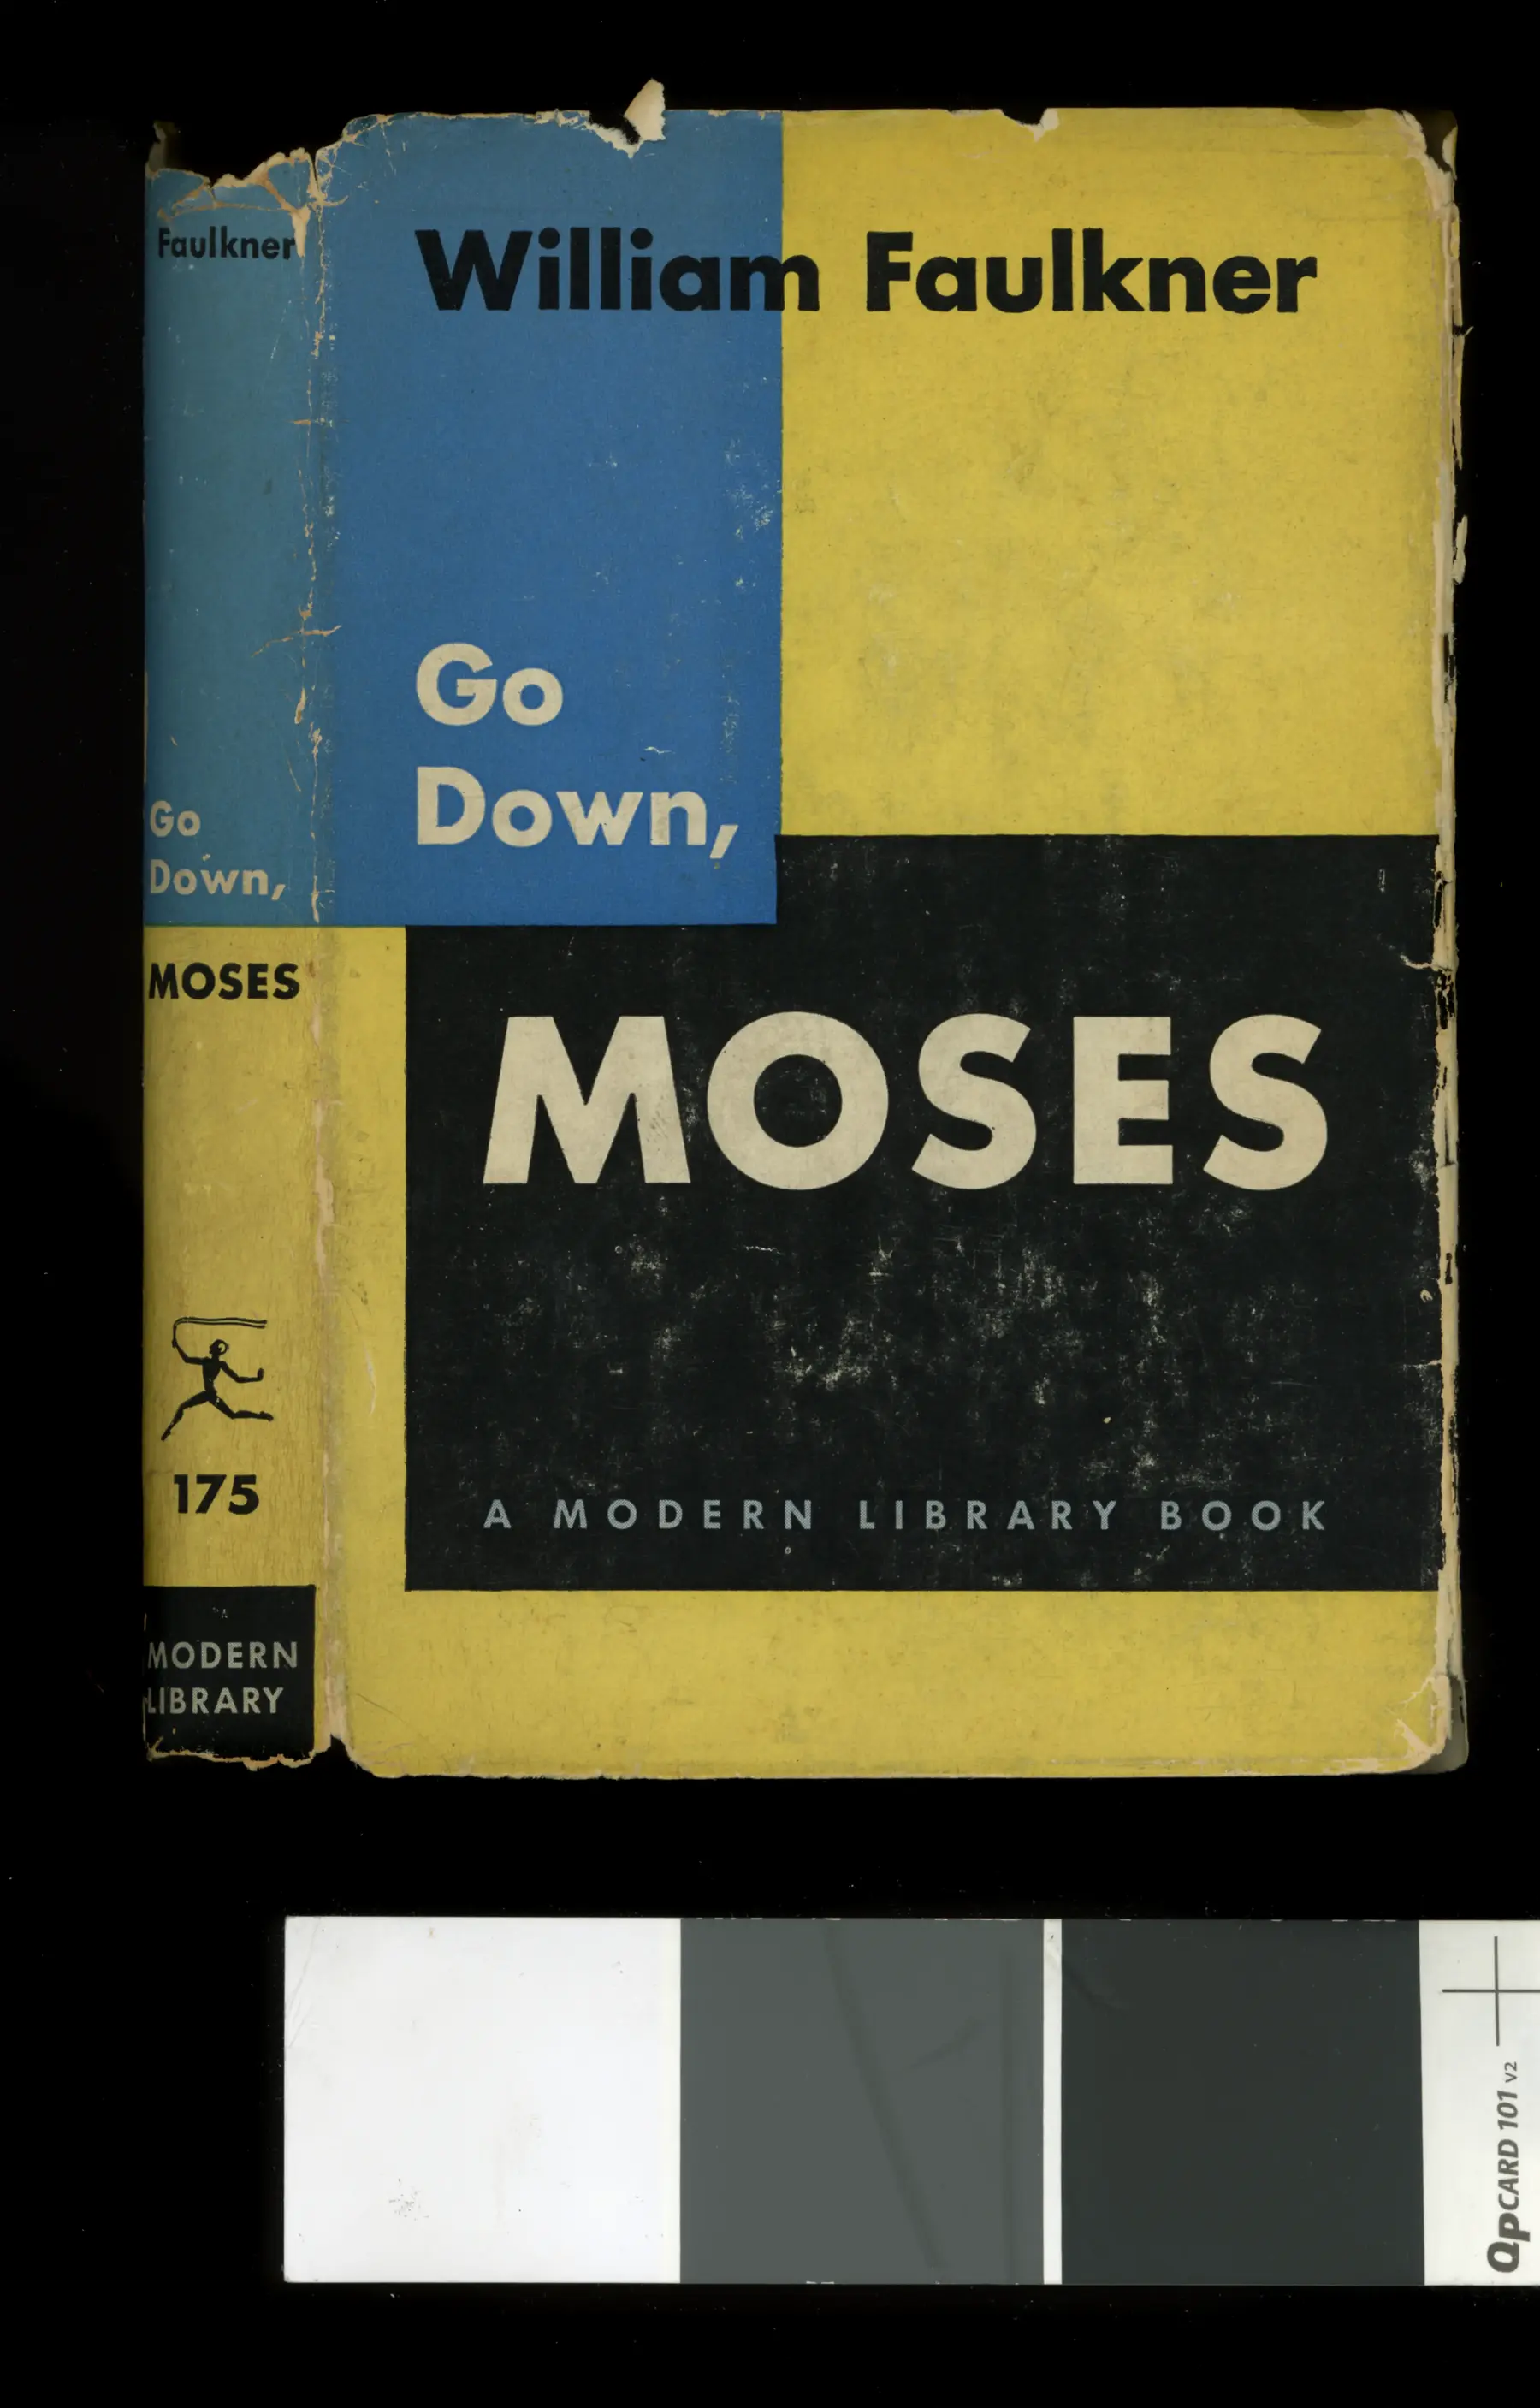 Faulkner
Go
Down,
MOSES
175
MODERN
LIBRARY
William Faulkner
Go
Down,
MOSES
A MODERN LIBRARY BOOK
QPCARD 101 v2